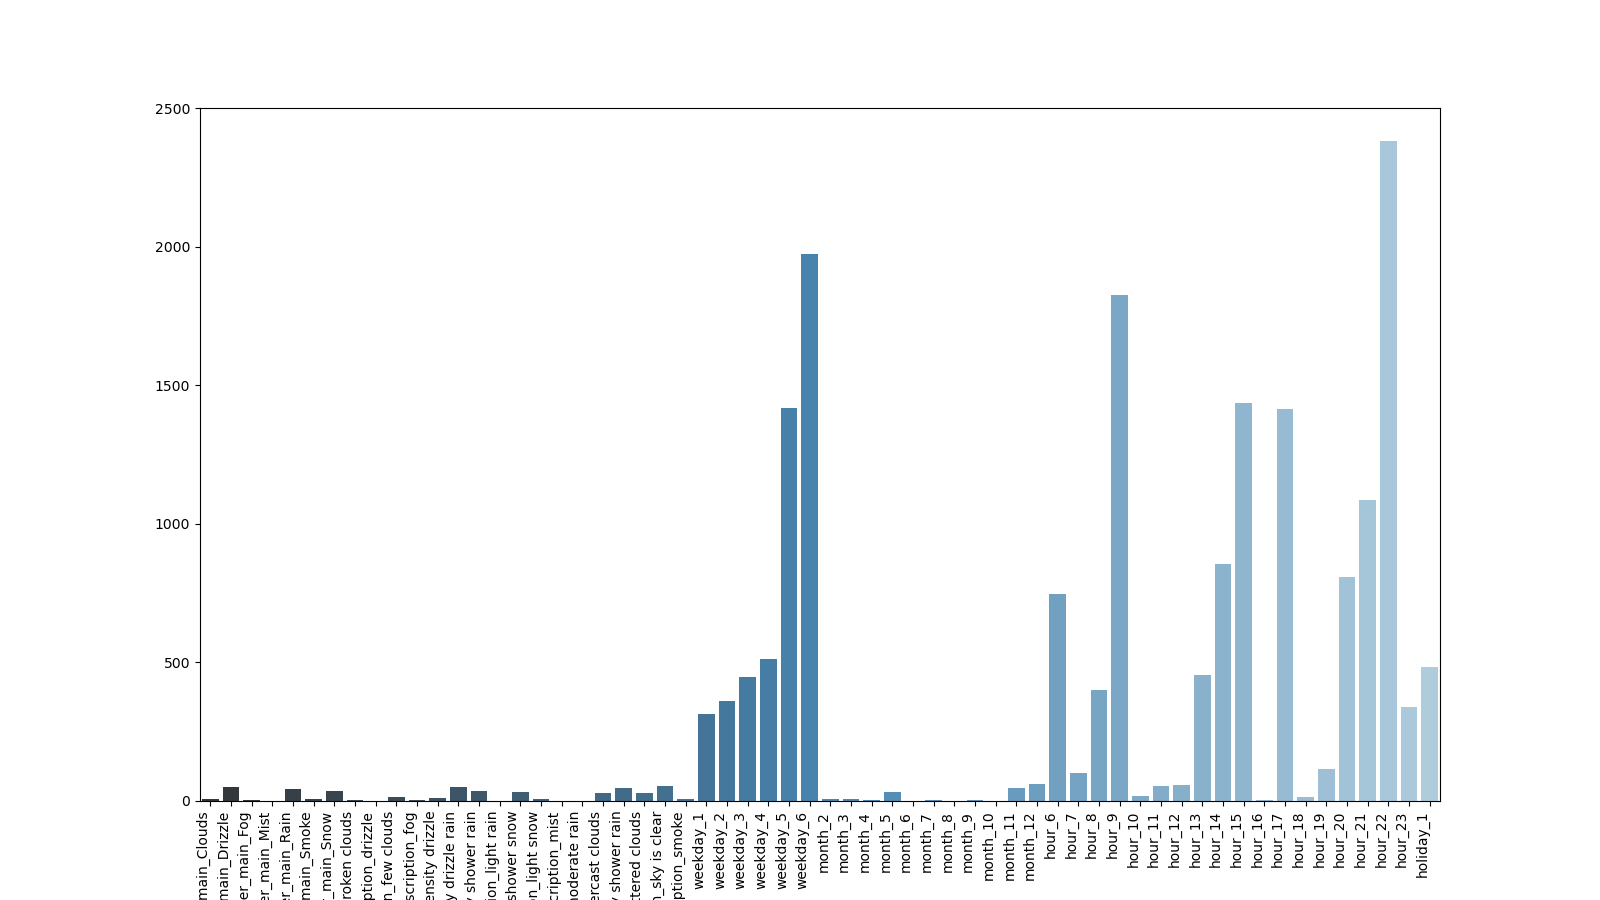 2500
2000
1500
1000
500
0
main_Clouds
main_Drizzle
er_main_Fog
er_main_Mist
er_main_Rain
main_Smoke
_main_Snow
roken clouds
ption_drizzle
n_few clouds
scription_fog
ensity drizzle
y drizzle rain
shower rain
ion_light rain
shower snow
n_light snow
cription_mist
noderate rain
ercast clouds
y shower rain
ttered clouds
n_sky is clear
ption_smoke
weekday_1
weekday_2
weekday_3
weekday_4
weekday_5
weekday_6
month_2
month_3
month_4
month_5
month_6
month_7
month_8
month_9
month_10
month_11
month_12
hour_6
hour_7
hour_8
hour_9
hour_10
hour_11
hour_12
hour_13
hour_14
hour_15
hour_16
hour_17
hour_18
hour_19
hour_20
hour_21
hour_22
hour_23
holiday_1